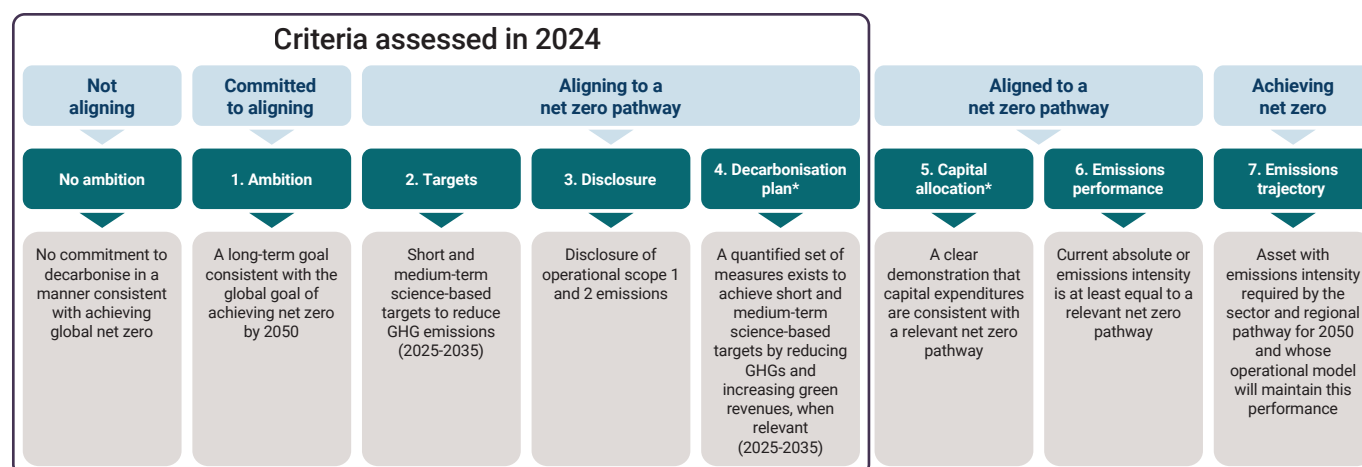 Criteria assessed in 2024
Not
aligning
Committed
to aligning
Aligning to a
net zero pathway
Aligned to a
net zero pathway
Achieving
net zero
No ambition
1. Ambition
2. Targets
3. Disclosure
4. Decarbonisation
plan*
5. Capital
allocation*
6. Emissions
performance
7. Emissions
trajectory
No commitment to
decarbonise in a
manner consistent
with achieving
global net zero
A long-term goal
consistent with the
global goal of
achieving net zero
by 2050
Short and
medium-term
science-based
targets to reduce
GHG emissions
(2025-2035)
Disclosure of
operational scope 1
and 2 emissions
A quantified set of
measures exists to
achieve short and
medium-term
science-based
targets by reducing
GHGs and
increasing green
revenues, when
relevant
(2025-2035)
A clear
demonstration that
capital expenditures
are consistent with
a relevant net zero
pathway
Current absolute or
emissions intensity
is at least equal to a
relevant net zero
pathway
Asset with
emissions intensity
required by the
sector and regional
pathway for 2050
and whose
operational model
will maintain this
performance